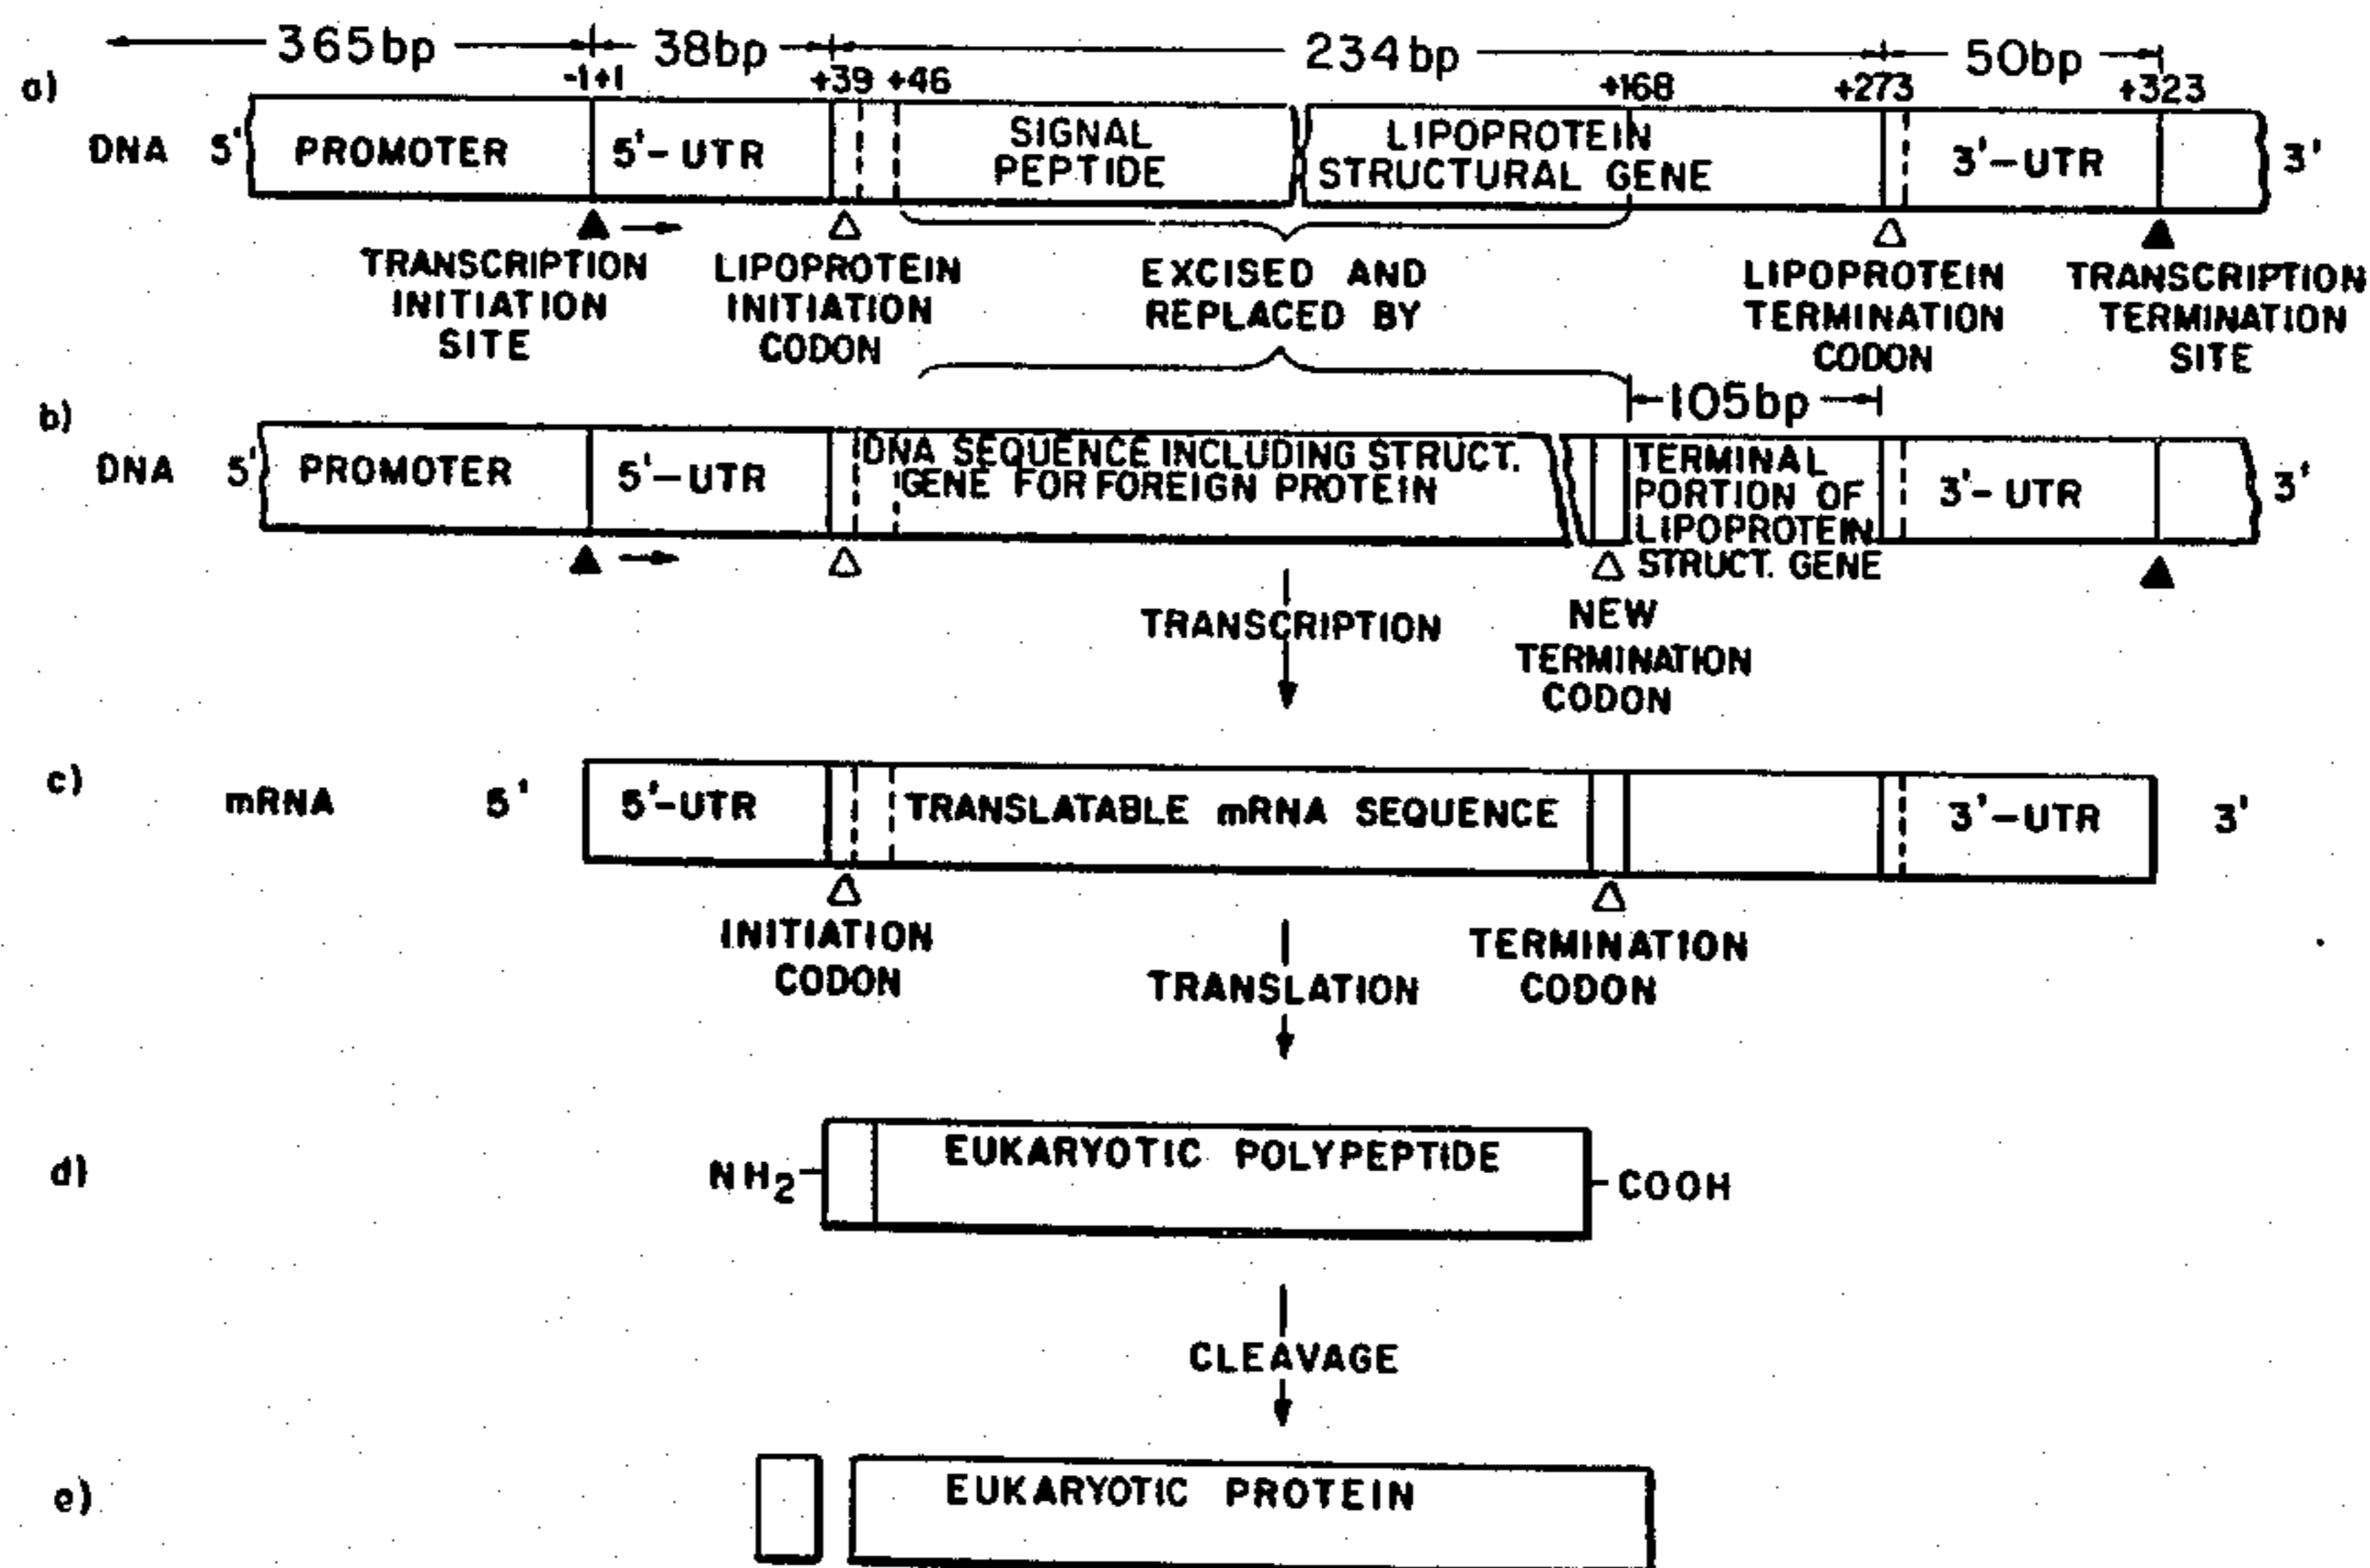 365bp 38bp 234bp 50bp
-1+1 +39 +46 +168 +273 +323
a)
DNA 5' PROMOTER 5'-UTR SIGNAL PEPTIDE LIPOPROTEIN STRUCTURAL GENE 3'-UTR 3'
TRANSCRIPTION
INITIATION
SITE
LIPOPROTEIN
INITIATION
CODON
EXCISED AND
REPLACED BY
LIPOPROTEIN
TERMINATION
CODON
TRANSCRIPTION
TERMINATION
SITE
105bp
b)
DNA 5' PROMOTER 5'-UTR
DNA SEQUENCE INCLUDING STRUCT.
GENE FOR FOREIGN PROTEIN
TERMINAL
PORTION OF
LIPOPROTEIN
STRUCT. GENE
3'-UTR 3'
TRANSCRIPTION
NEW
TERMINATION
CODON
c)
mRNA 5' 5'-UTR TRANSLATABLE mRNA SEQUENCE 3'-UTR 3'
INITIATION
CODON
TRANSLATION
TERMINATION
CODON
d)
NH2 EUKARYOTIC POLYPEPTIDE COOH
CLEAVAGE
e)
EUKARYOTIC PROTEIN